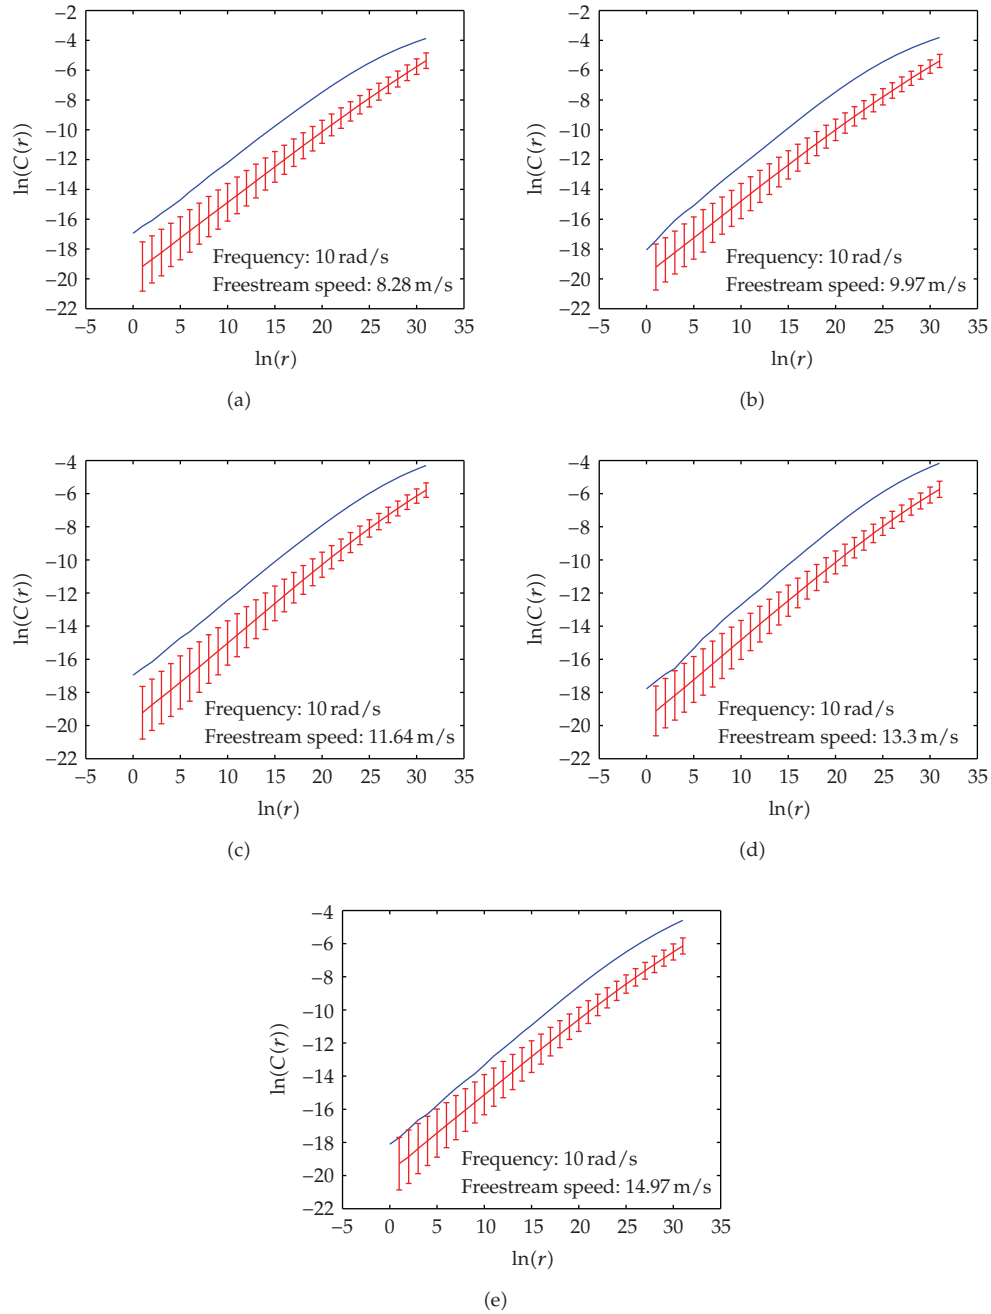 −2
−4
−6
−8
−10
−12
−14
−16
−18
−20
−22
ln(C(r))
Frequency: 10 rad/s
Freestream speed: 8.28 m/s
−5 0 5 10 15 20 25 30 35
ln(r)
(a)
−2
−4
−6
−8
−10
−12
−14
−16
−18
−20
−22
ln(C(r))
Frequency: 10 rad/s
Freestream speed: 9.97 m/s
−5 0 5 10 15 20 25 30 35
ln(r)
(b)
−4
−6
−8
−10
−12
−14
−16
−18
−20
−22
ln(C(r))
Frequency: 10 rad/s
Freestream speed: 11.64 m/s
−5 0 5 10 15 20 25 30 35
ln(r)
(c)
−4
−6
−8
−10
−12
−14
−16
−18
−20
−22
ln(C(r))
Frequency: 10 rad/s
Freestream speed: 13.3 m/s
−5 0 5 10 15 20 25 30 35
ln(r)
(d)
−4
−6
−8
−10
−12
−14
−16
−18
−20
−22
ln(C(r))
Frequency: 10 rad/s
Freestream speed: 14.97 m/s
−5 0 5 10 15 20 25 30 35
ln(r)
(e)